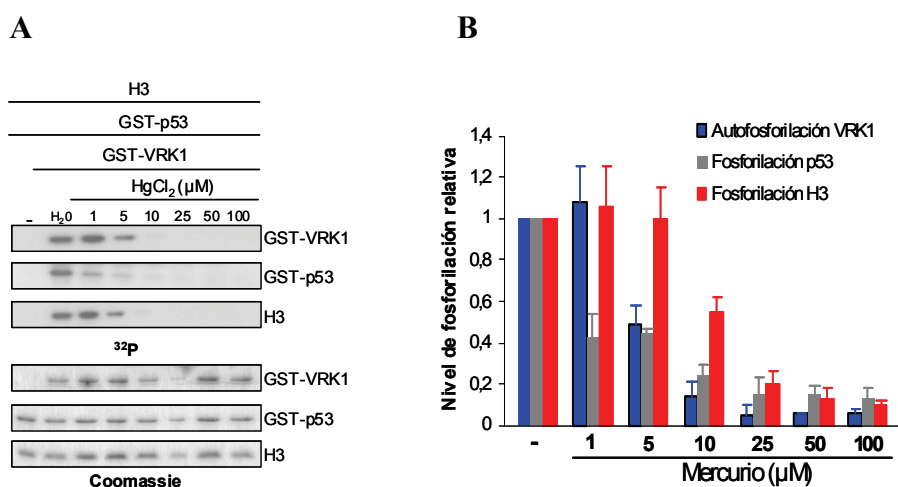 A
H3
GST-p53
GST-VRK1
HgCl₂ (µM)
– H₂0 1 5 10 25 50 100
GST-VRK1
GST-p53
H3
³²P
GST-VRK1
GST-p53
H3
Coomassie
B
Nivel de fosforilación relativa
1,4
1,2
1
0,8
0,6
0,4
0,2
0
Autofosforilación VRK1
Fosforilación p53
Fosforilación H3
- 1 5 10 25 50 100
Mercurio (µM)